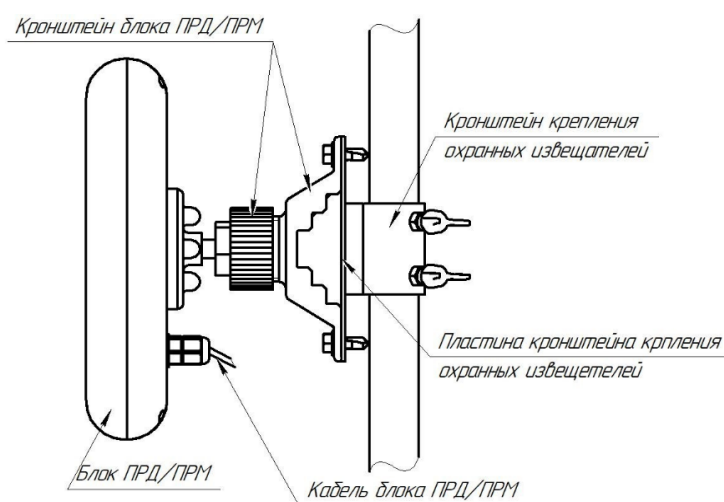 Кронштейн блока ПРД/ПРМ
Кронштейн крепления
охранных извещателей
Пластина кронштейна крпления
охранных извещетелей
Блок ПРД/ПРМ
Кабель блока ПРД/ПРМ